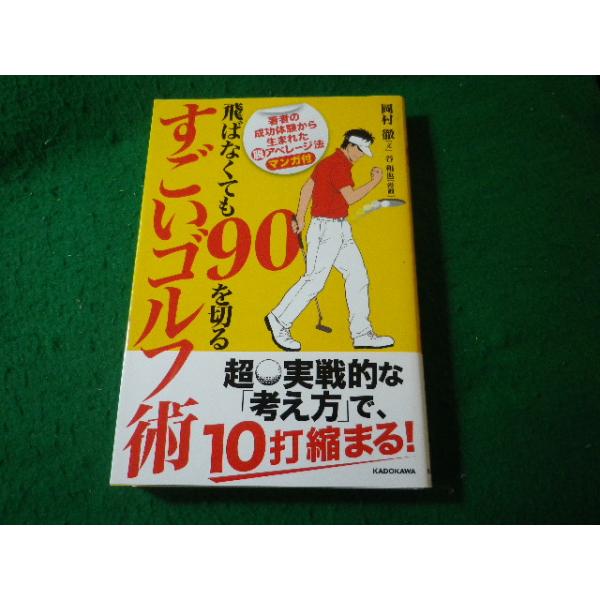 飛ばなくても90を切る
すごいゴルフ術
著者の
成功体験から
生まれた
脱アベレージ法
マンガ付
岡村 徹
超実戦的な
「考え方」で、
10打縮まる!
KADOKAWA